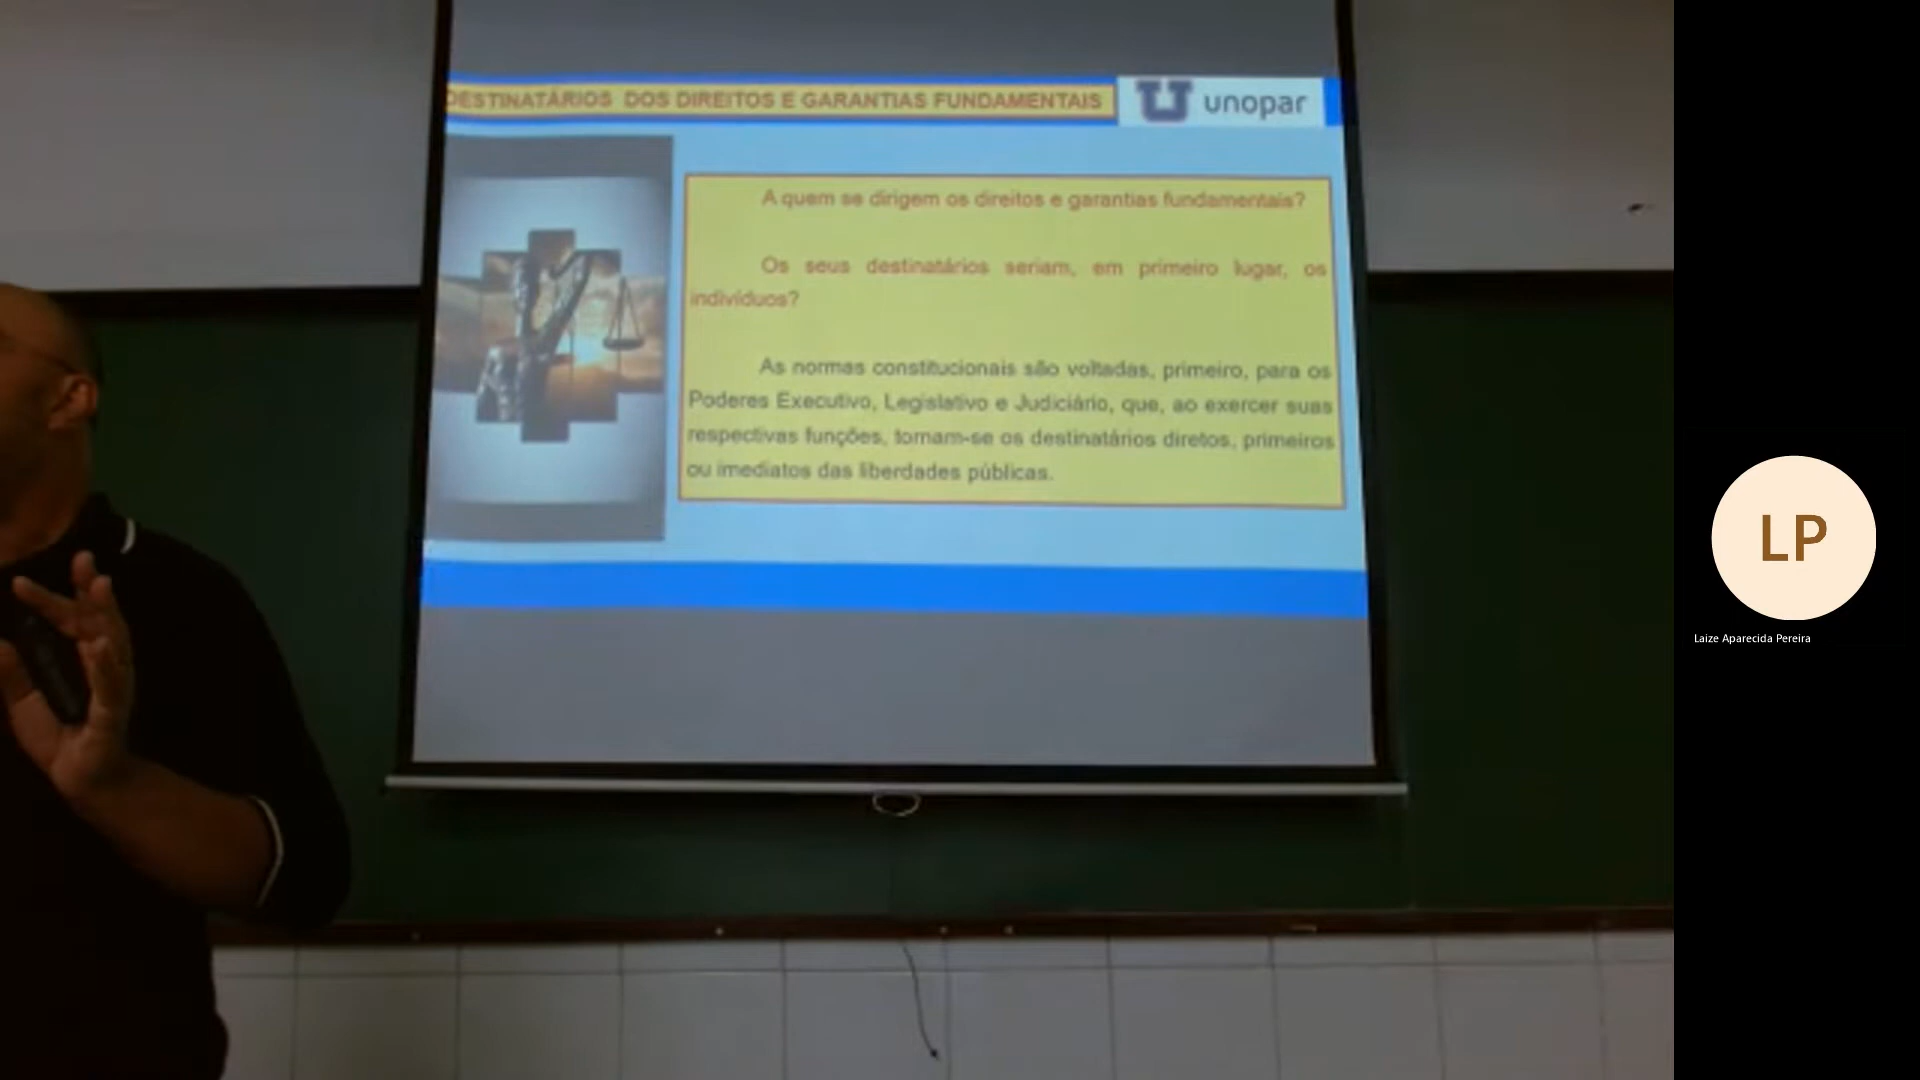 DESTINATÁRIOS DOS DIREITOS E GARANTIAS FUNDAMENTAIS
unopar
A quem se dirigem os direitos e garantias fundamentais?
Os seus destinatários seriam, em primeiro lugar, os
indivíduos?
As normas constitucionais são voltadas, primeiro, para os
Poderes Executivo, Legislativo e Judiciário, que, ao exercer suas
respectivas funções, tornam-se os destinatários diretos, primeiros
ou imediatos das liberdades públicas.
LP
Laize Aparecida Pereira